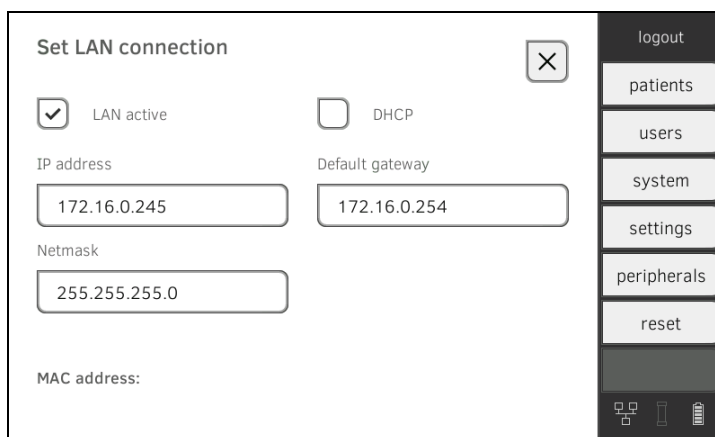 Set LAN connection
LAN active
DHCP
IP address
Default gateway
172.16.0.245
172.16.0.254
Netmask
255.255.255.0
MAC address:
logout
patients
users
system
settings
peripherals
reset